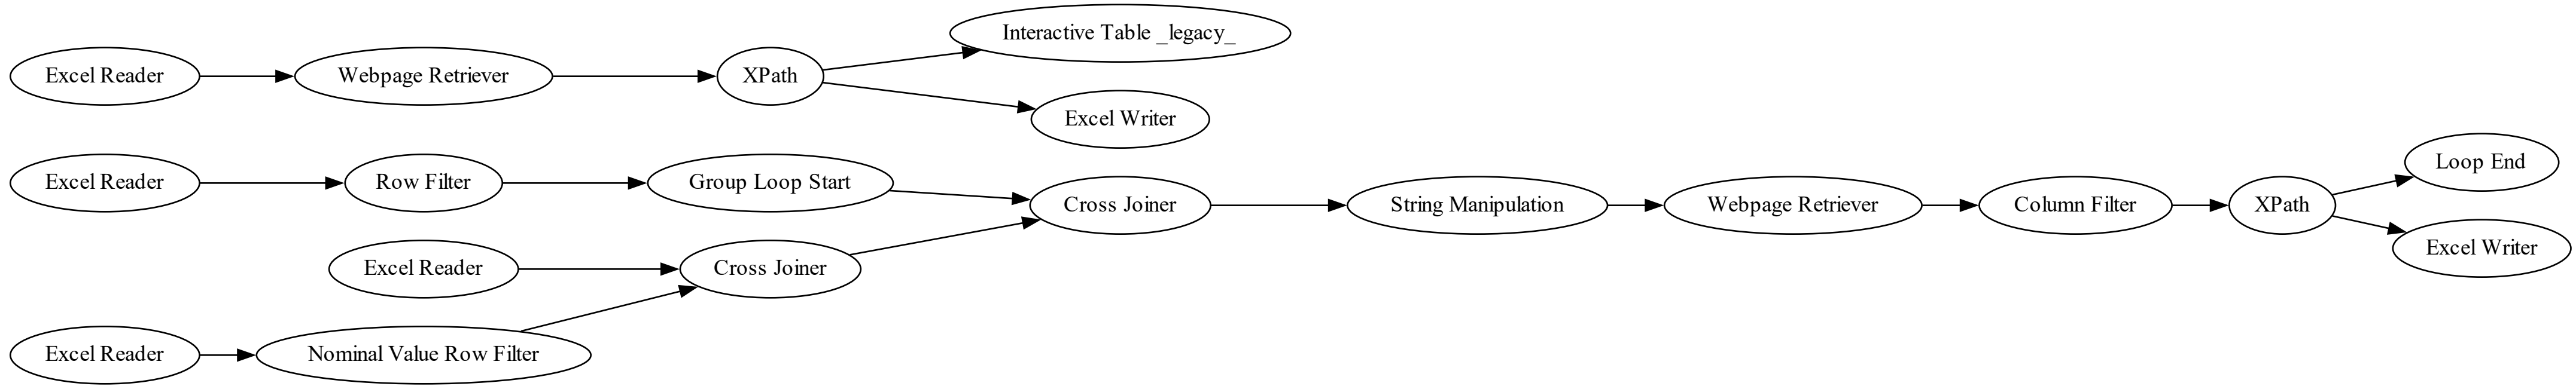 Interactive Table _legacy_
Excel Reader
Webpage Retriever
XPath
Excel Writer
Loop End
Excel Reader
Row Filter
Group Loop Start
Cross Joiner
String Manipulation
Webpage Retriever
Column Filter
XPath
Excel Writer
Excel Reader
Cross Joiner
Excel Reader
Nominal Value Row Filter